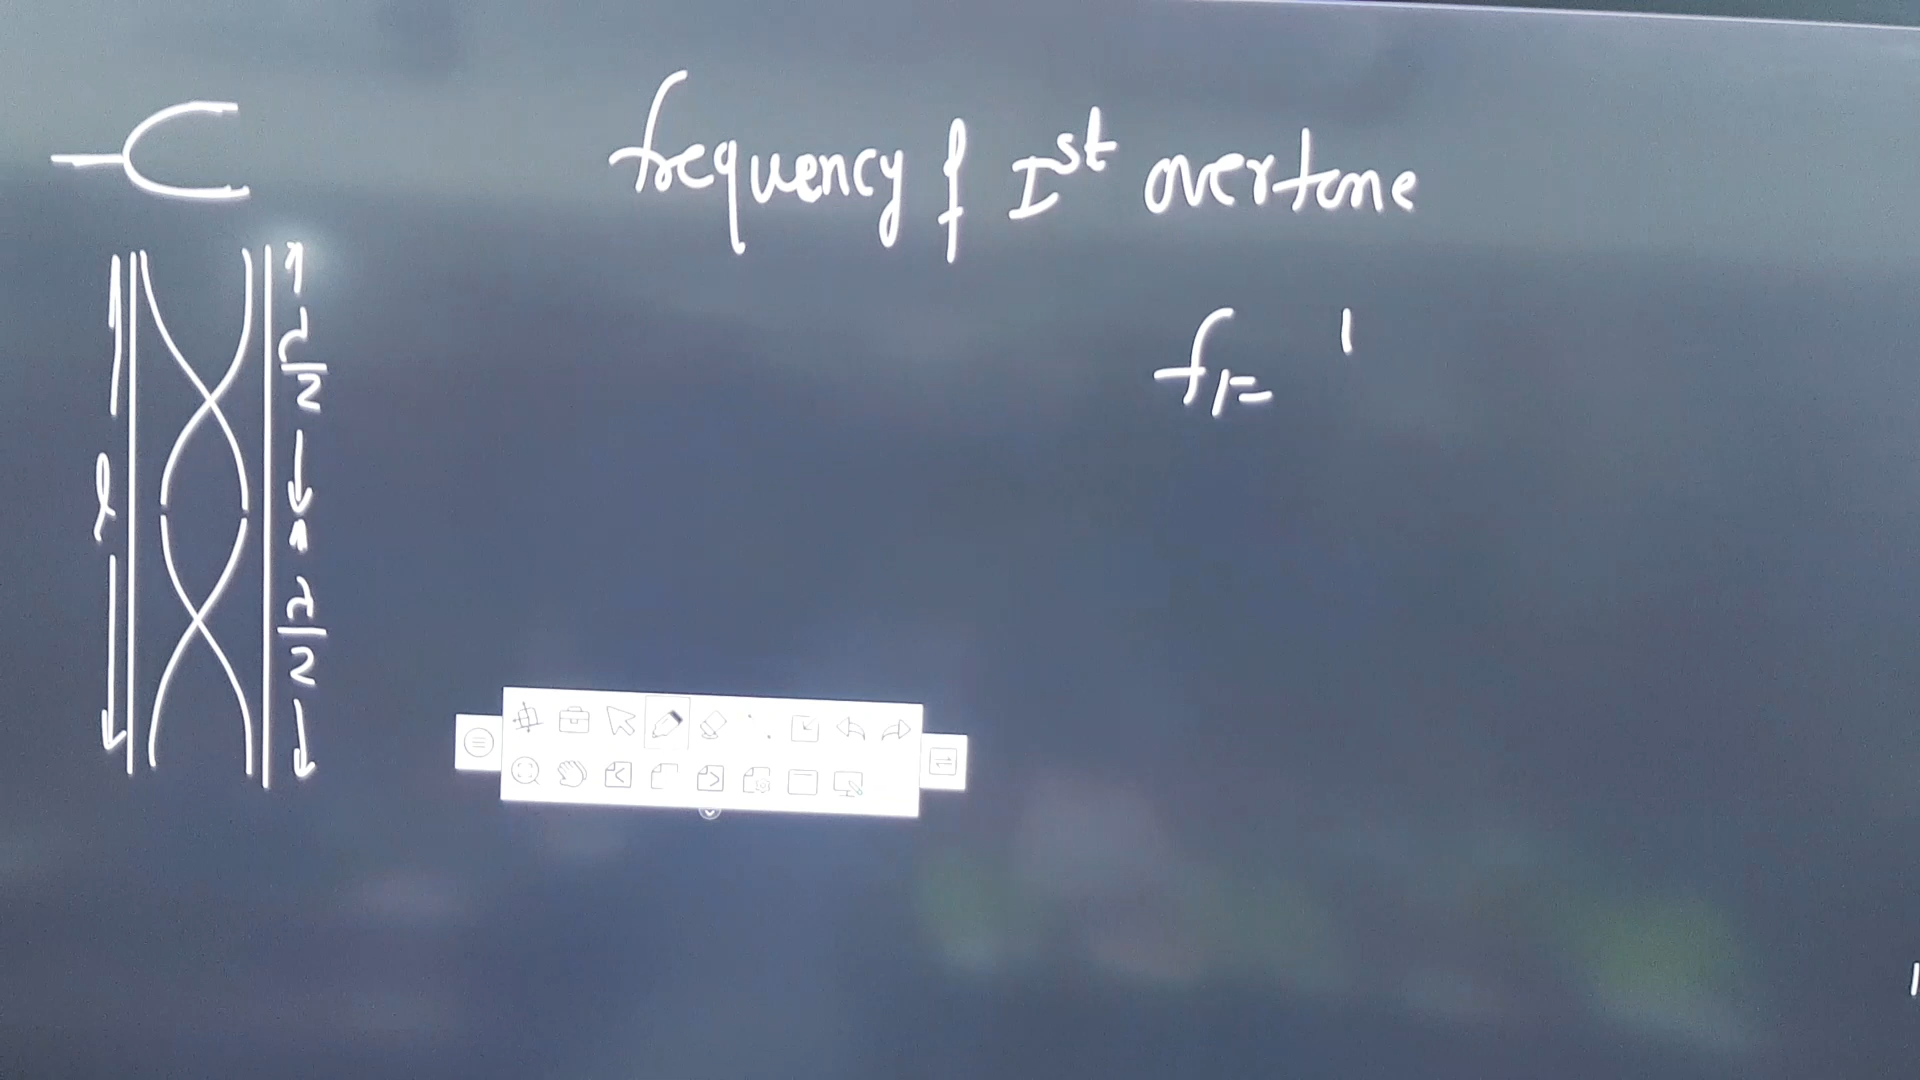 frequency of Ist overtone
f1=
l
λ/2
λ/2